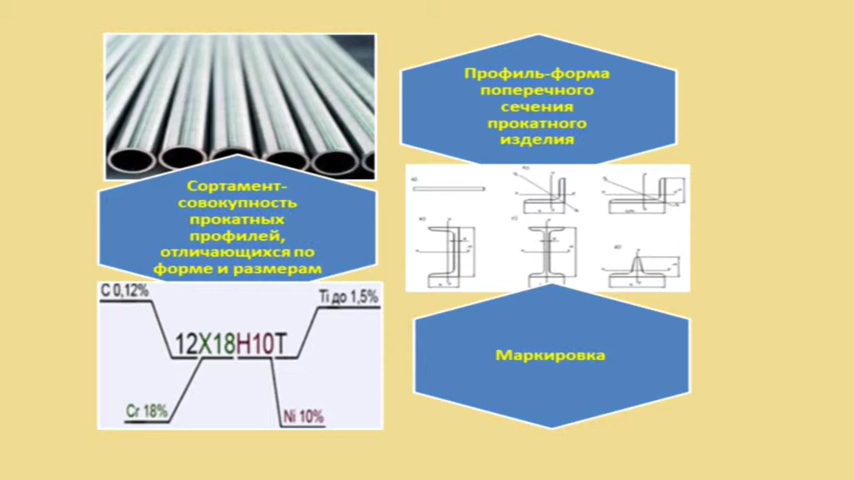 Профиль-форма
поперечного
сечения
прокатного
изделия
Сортамент-
совокупность
прокатных
профилей,
отличающихся по
форме и размерам
C 0,12%
Ti до 1,5%
12Х18Н10Т
Cr 18%
Ni 10%
Маркировка